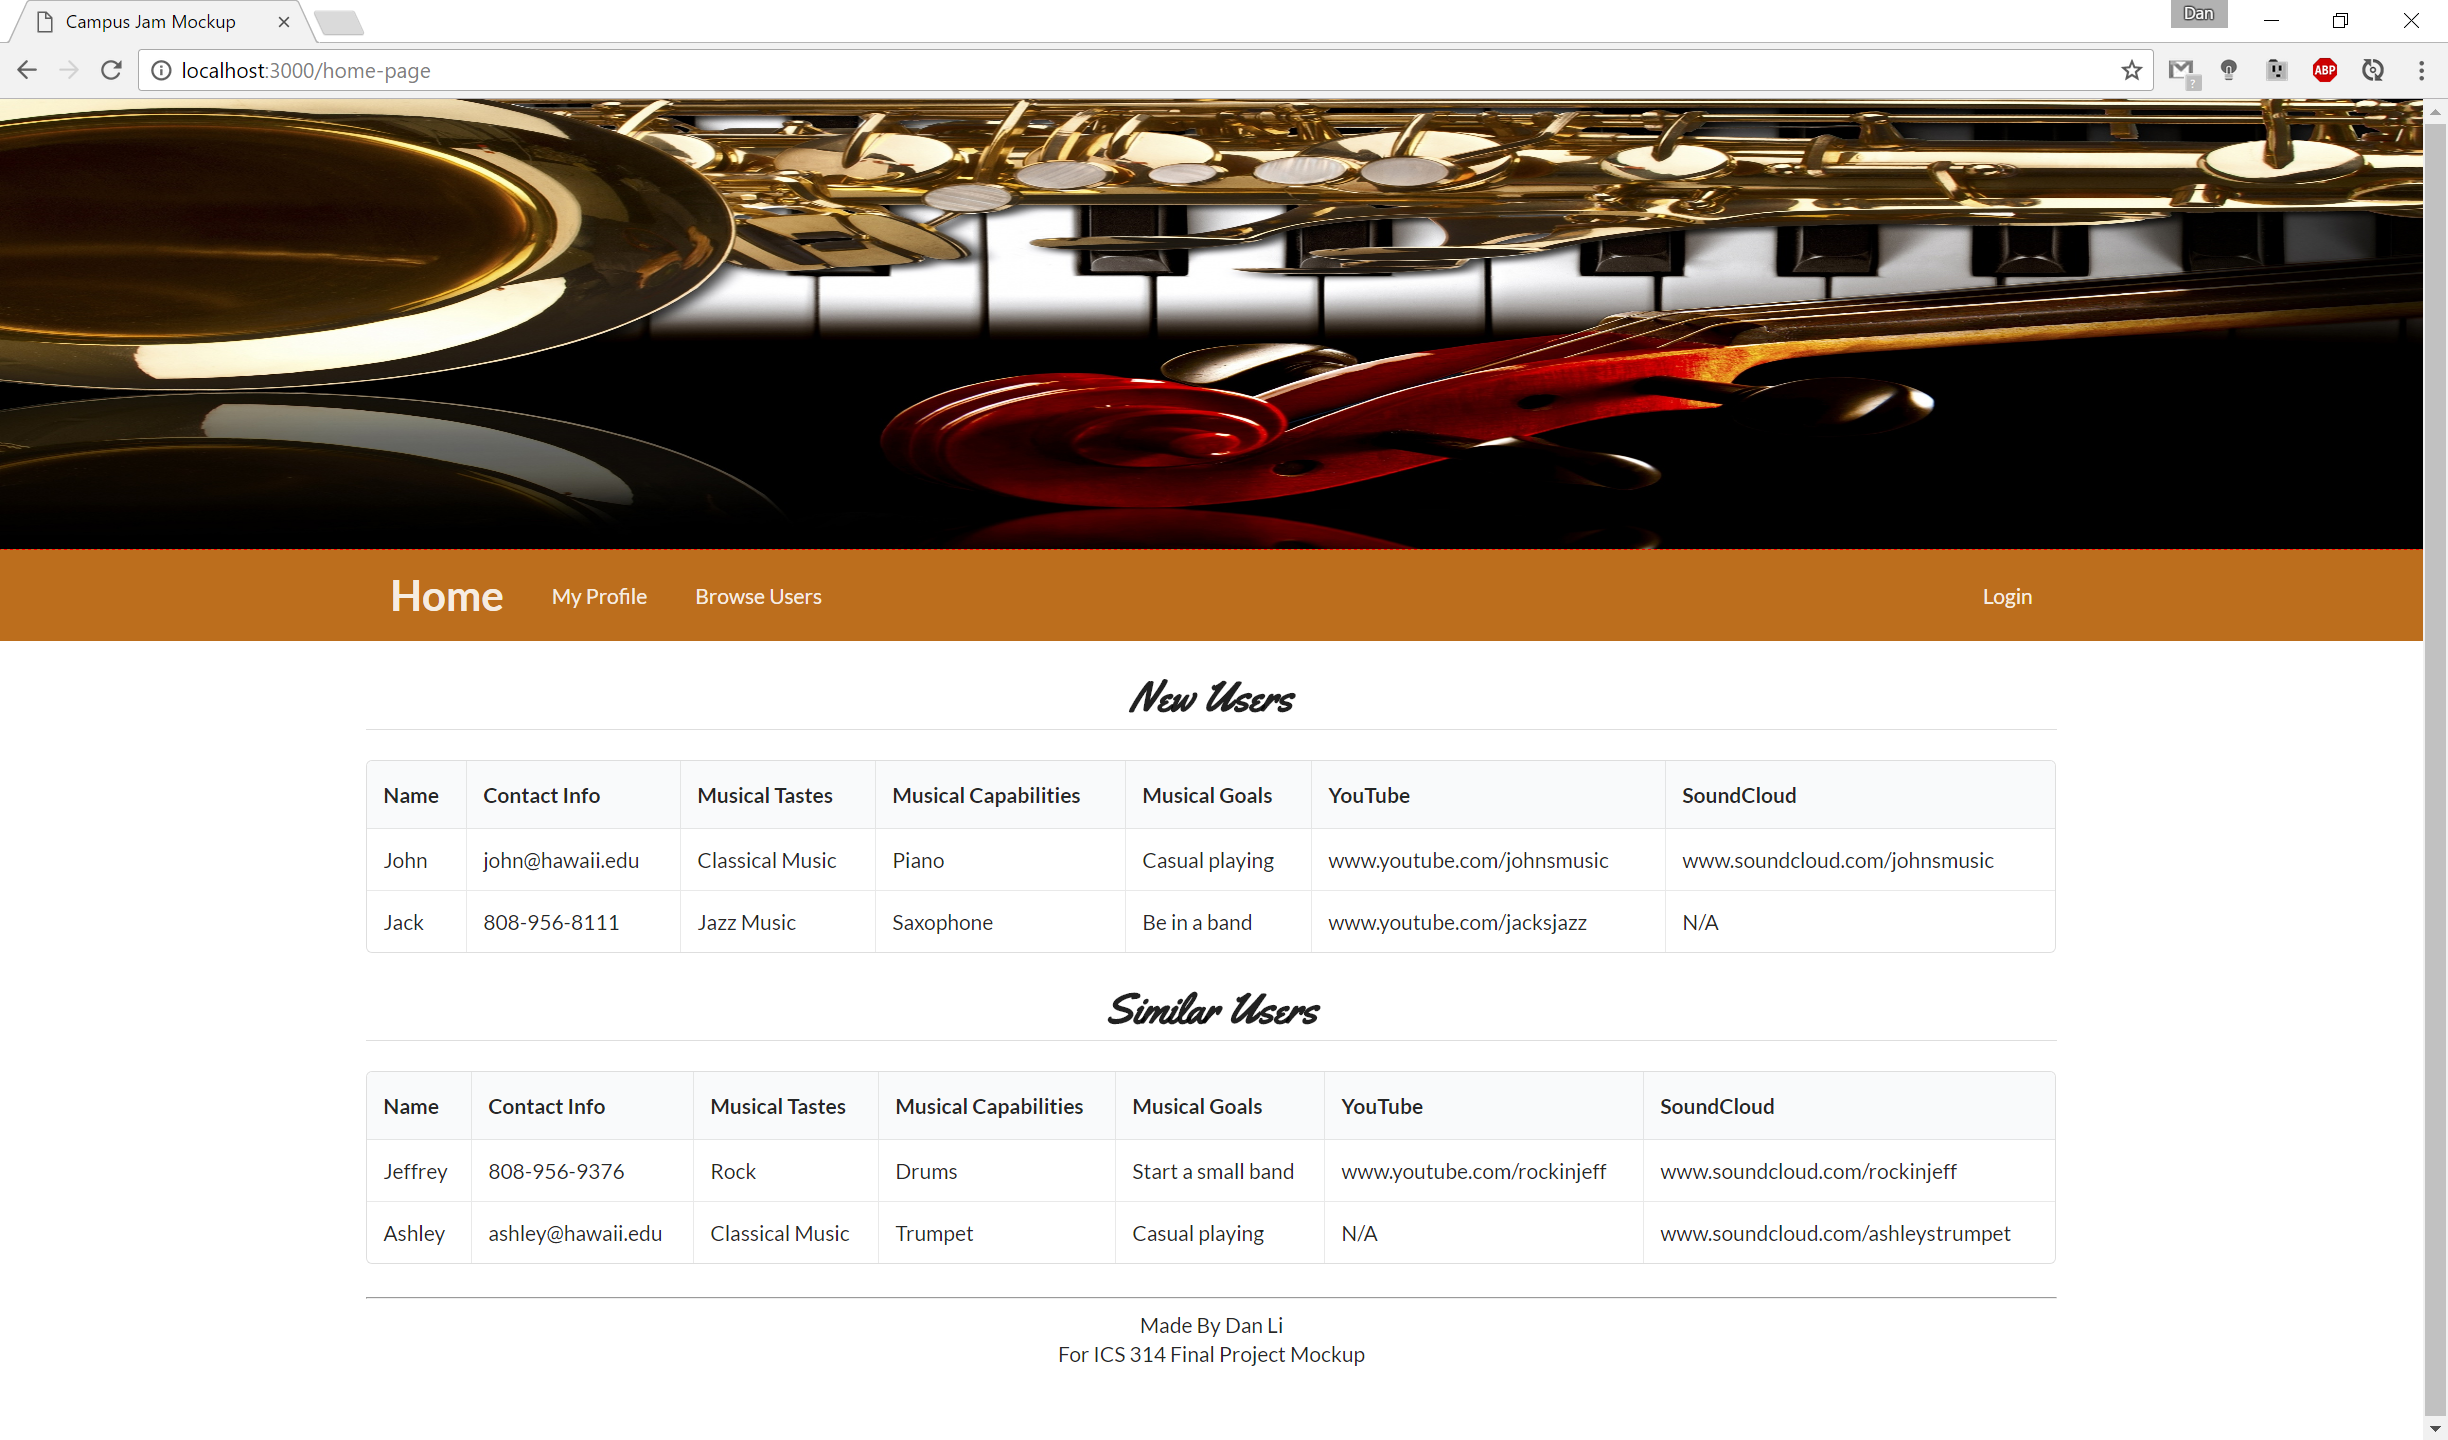 Campus Jam Mockup
Dan
localhost:3000/home-page
ABP
Home My Profile Browse Users Login
New Users
Name Contact Info Musical Tastes Musical Capabilities Musical Goals YouTube SoundCloud
John john@hawaii.edu Classical Music Piano Casual playing www.youtube.com/johnsmusic www.soundcloud.com/johnsmusic
Jack 808-956-8111 Jazz Music Saxophone Be in a band www.youtube.com/jacksjazz N/A
Similar Users
Name Contact Info Musical Tastes Musical Capabilities Musical Goals YouTube SoundCloud
Jeffrey 808-956-9376 Rock Drums Start a small band www.youtube.com/rockinjeff www.soundcloud.com/rockinjeff
Ashley ashley@hawaii.edu Classical Music Trumpet Casual playing N/A www.soundcloud.com/ashleystrumpet
Made By Dan Li
For ICS 314 Final Project Mockup